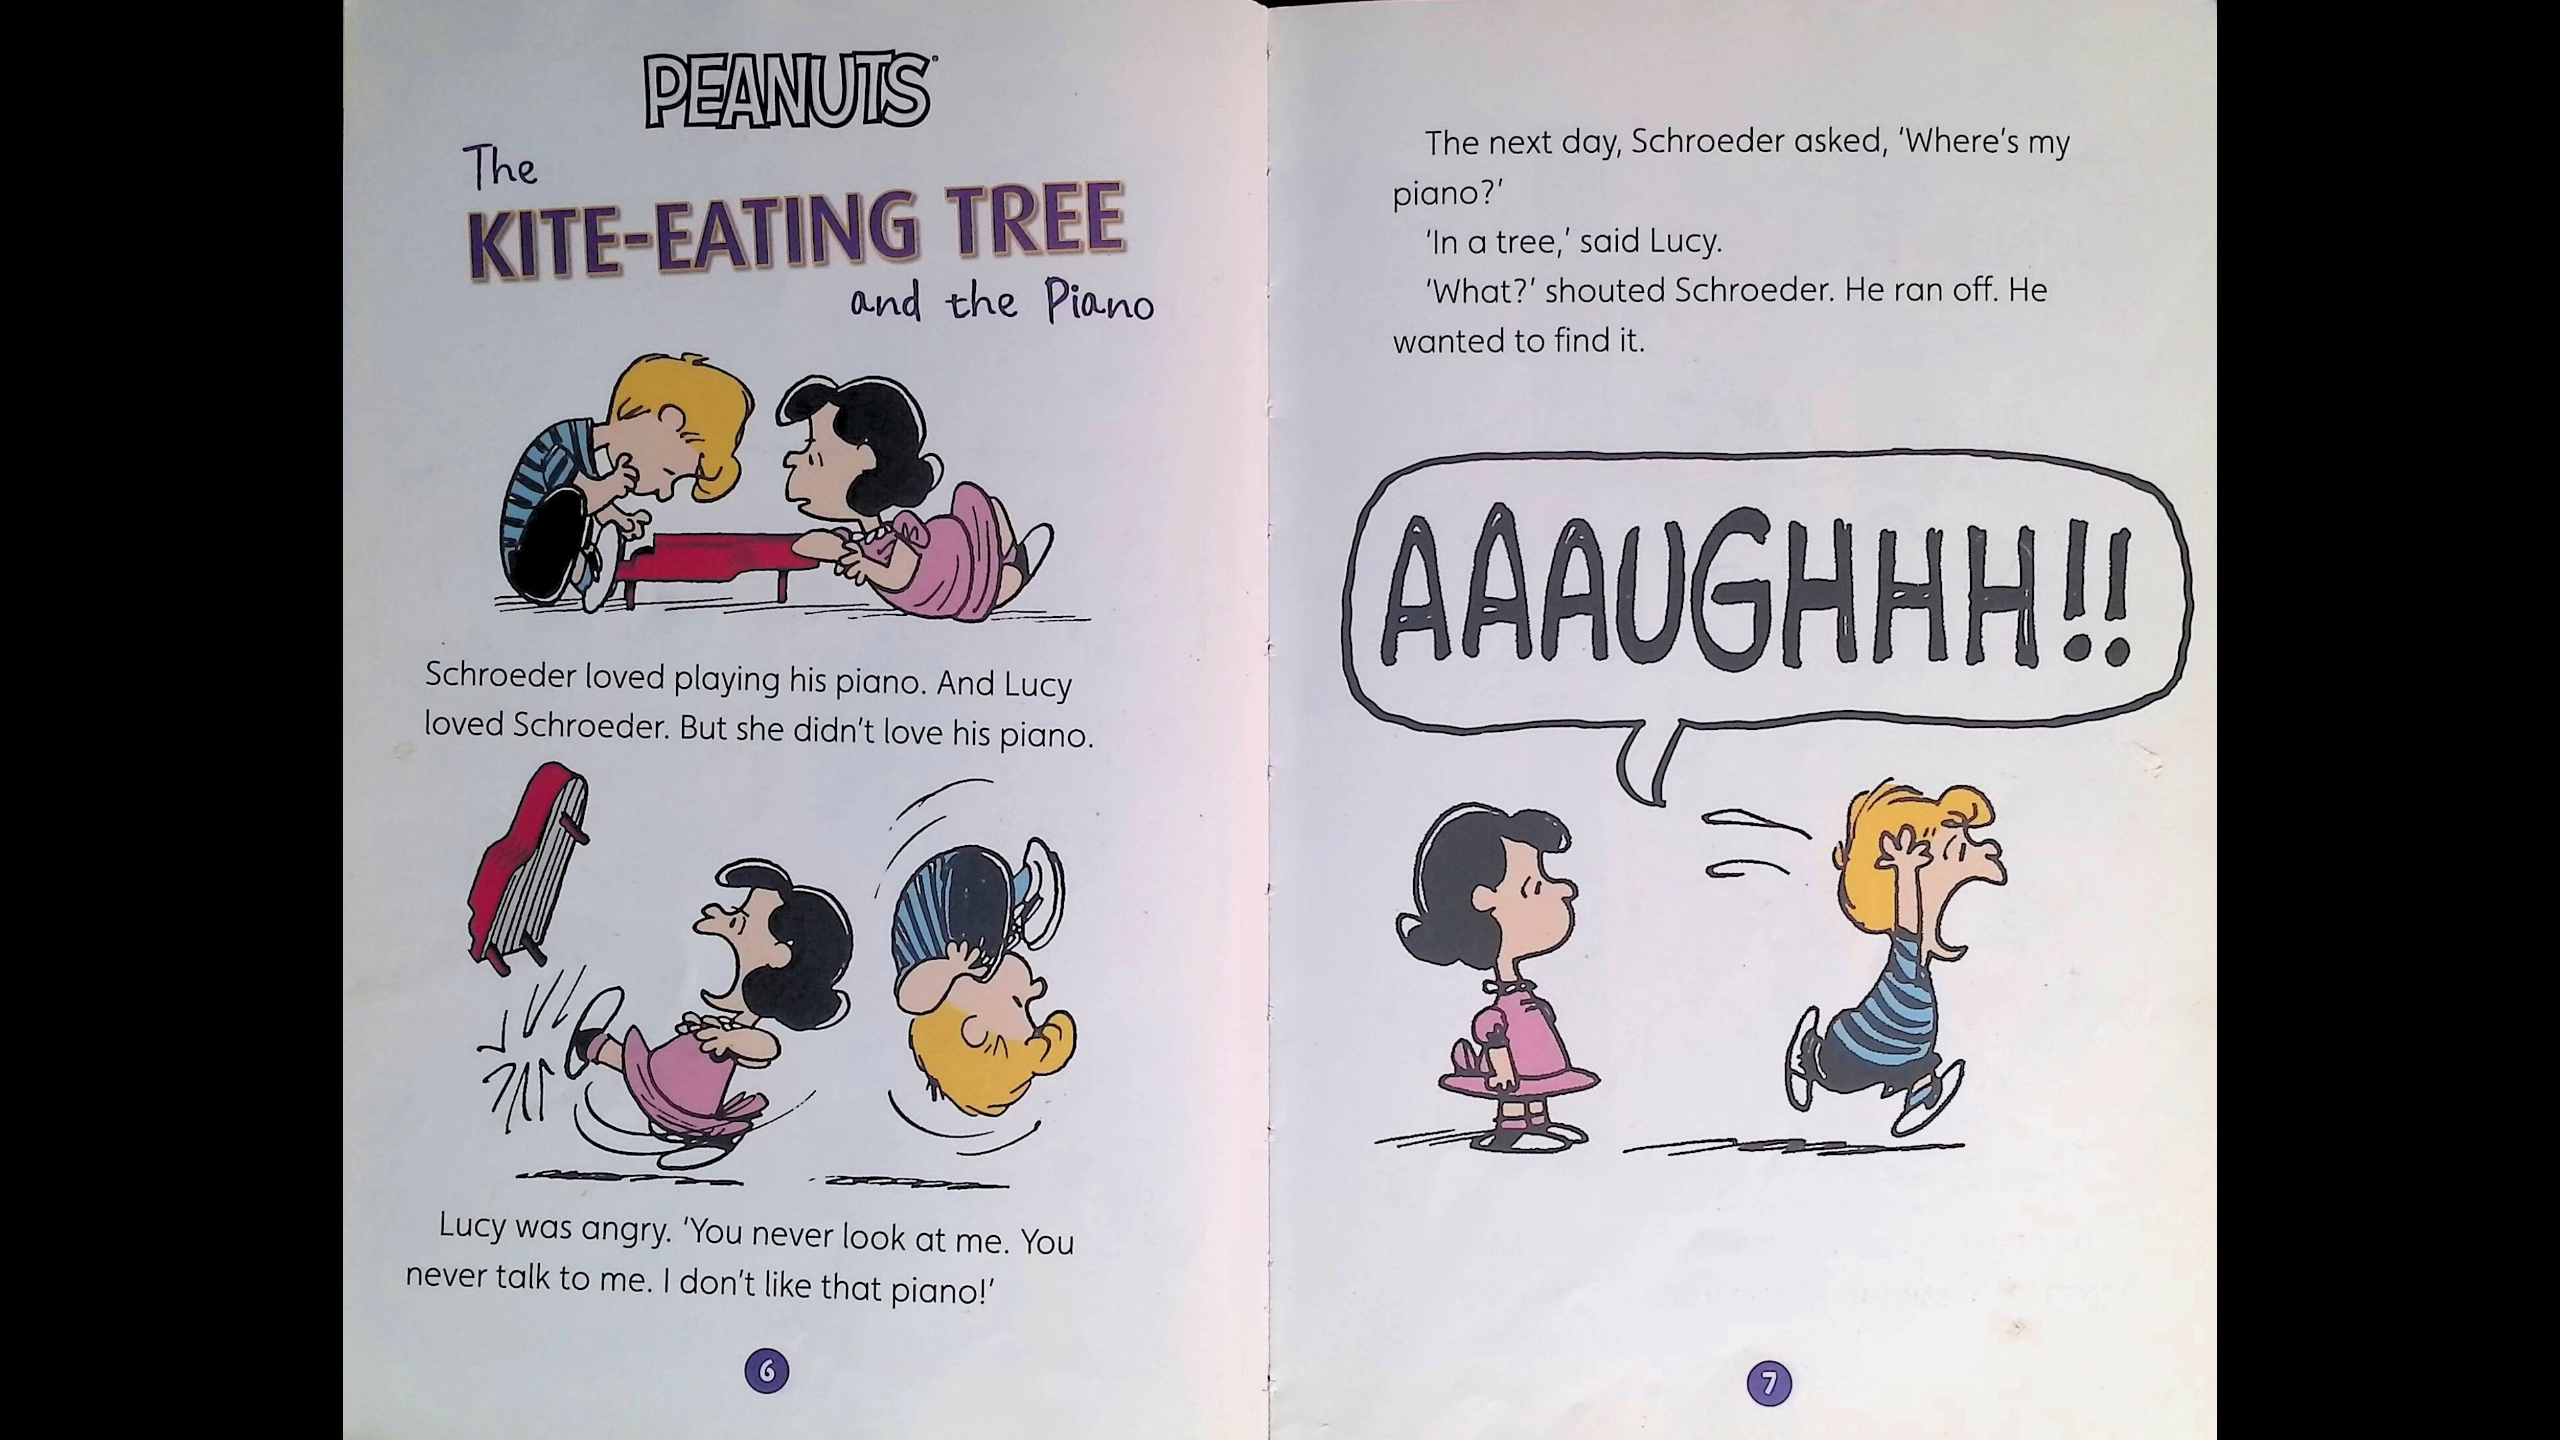 PEANUTS
The
KITE-EATING TREE
and the Piano
Schroeder loved playing his piano. And Lucy
loved Schroeder. But she didn't love his piano.
Lucy was angry. 'You never look at me. You
never talk to me. I don't like that piano!'
6
The next day, Schroeder asked, 'Where's my
piano?'
'In a tree,' said Lucy.
'What?' shouted Schroeder. He ran off. He
wanted to find it.
AAAUGHHH!!
7